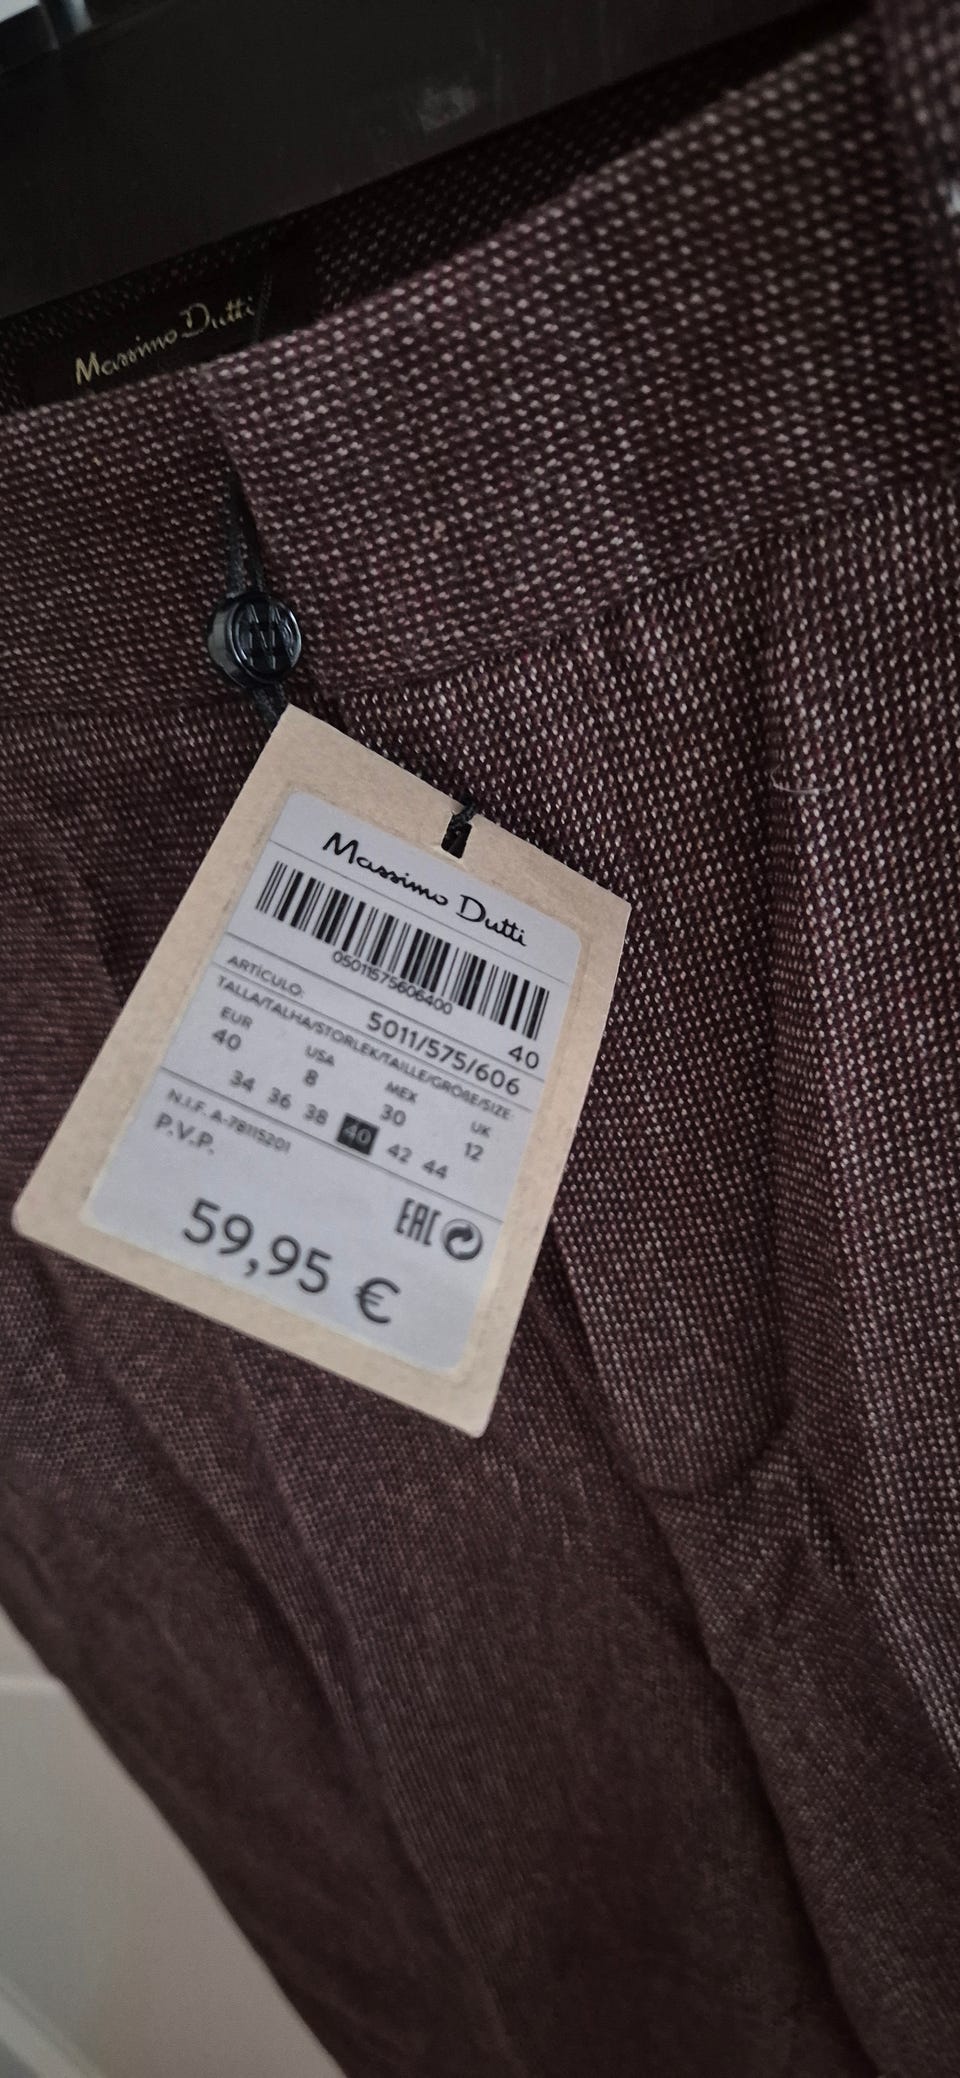 Massimo Dutti
Massimo Dutti
05011575606400
40
ARTÍCULO: 5011/575/606
TALLA/TALHA/STORLEK/TAILLE/GRÖßE/SIZE
EUR USA MEX UK
40 8 30 12
34 36 38 40 42 44
N.I.F. A-78115201
P.V.P.
EAC
59,95 €